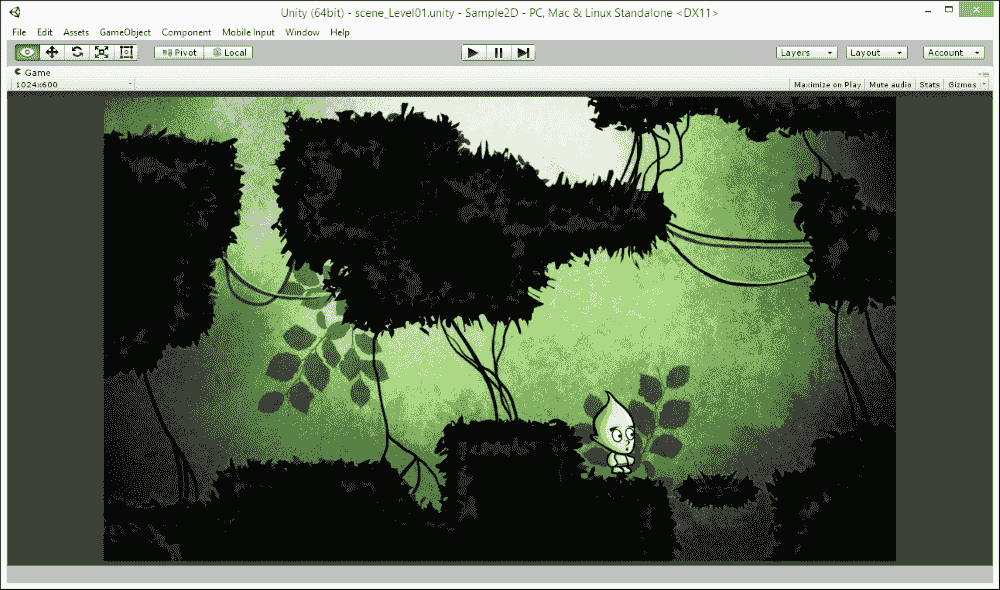 Unity (64bit) - scene_Level01.unity - Sample2D - PC, Mac & Linux Standalone <DX11>
File Edit Assets GameObject Component Mobile Input Window Help
Pivot Local Layers Layout Account
Game
1024x600 Maximize on Play Mute audio Stats Gizmos